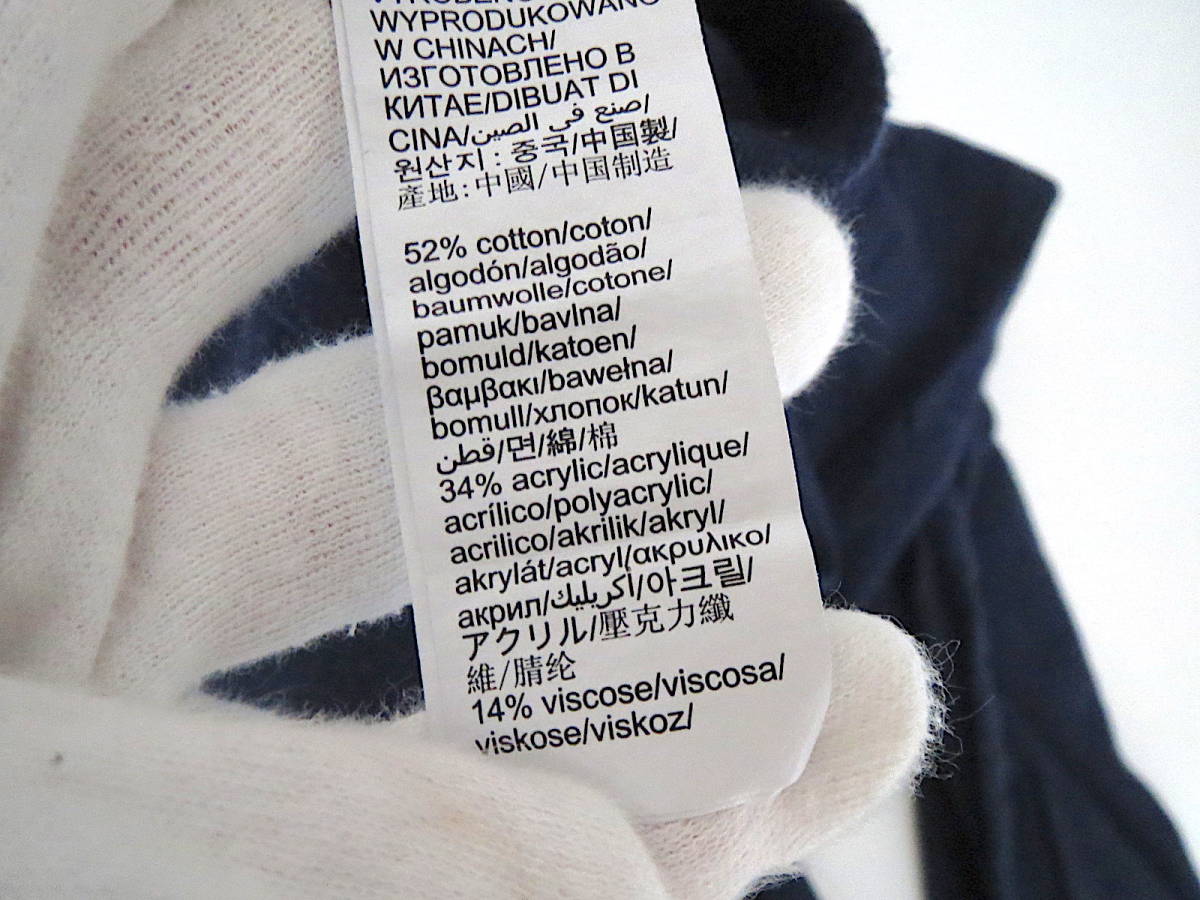 WYPRODUKOWANO
W CHINACH/
ИЗГОТОВЛЕНО В
КИТАЕ/DIBUAT DI
CINA/صنع في الصين/
원산지 : 중국/中国製/
產地:中國/中国制造
52% cotton/coton/
algodón/algodão/
baumwolle/cotone/
pamuk/bavlna/
bomuld/katoen/
βαμβακι/bawełna/
bomull/хлопок/katun/
قطن/면/綿/棉
34% acrylic/acrylique/
acrílico/polyacrylic/
acrilico/akrilik/akryl/
akrylát/acryl/ακρυλικο/
акрил/أكريليك/아크릴/
アクリル/壓克力纖
維/腈纶
14% viscose/viscosa/
viskose/viskoz/